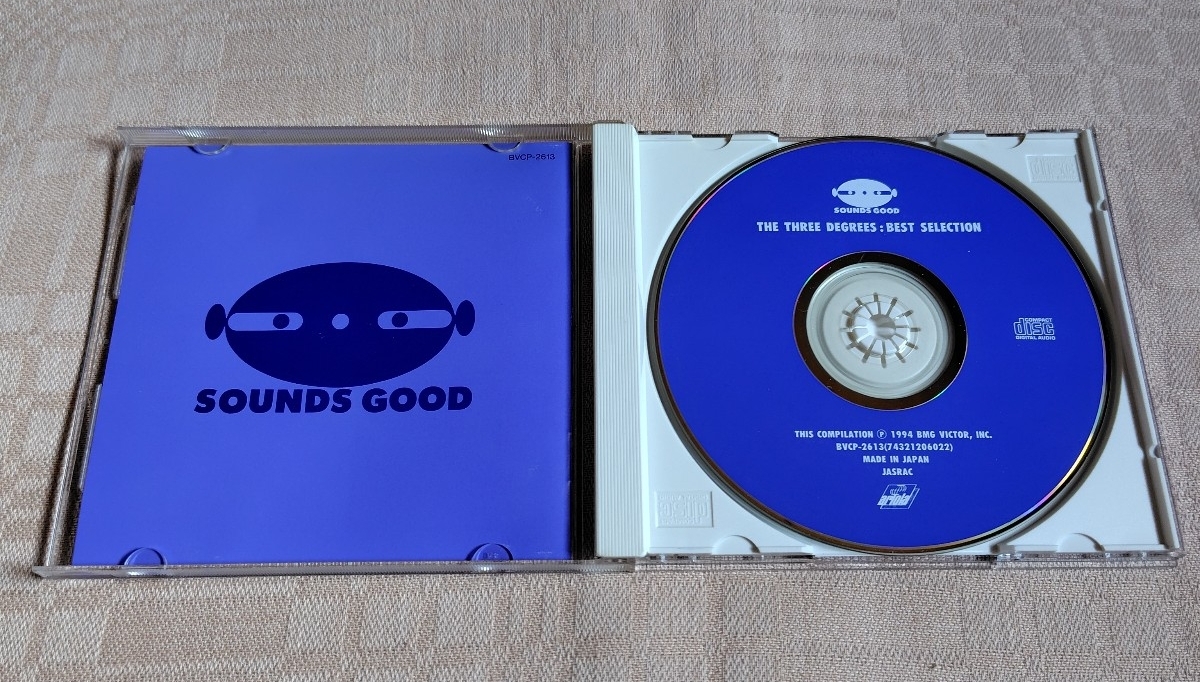 BVCP-2613
SOUNDS GOOD
SOUNDS GOOD
THE THREE DEGREES : BEST SELECTION
COMPACT
disc
DIGITAL AUDIO
THIS COMPILATION Ⓟ 1994 BMG VICTOR, INC.
BVCP-2613(74321206022)
MADE IN JAPAN
JASRAC
ariola